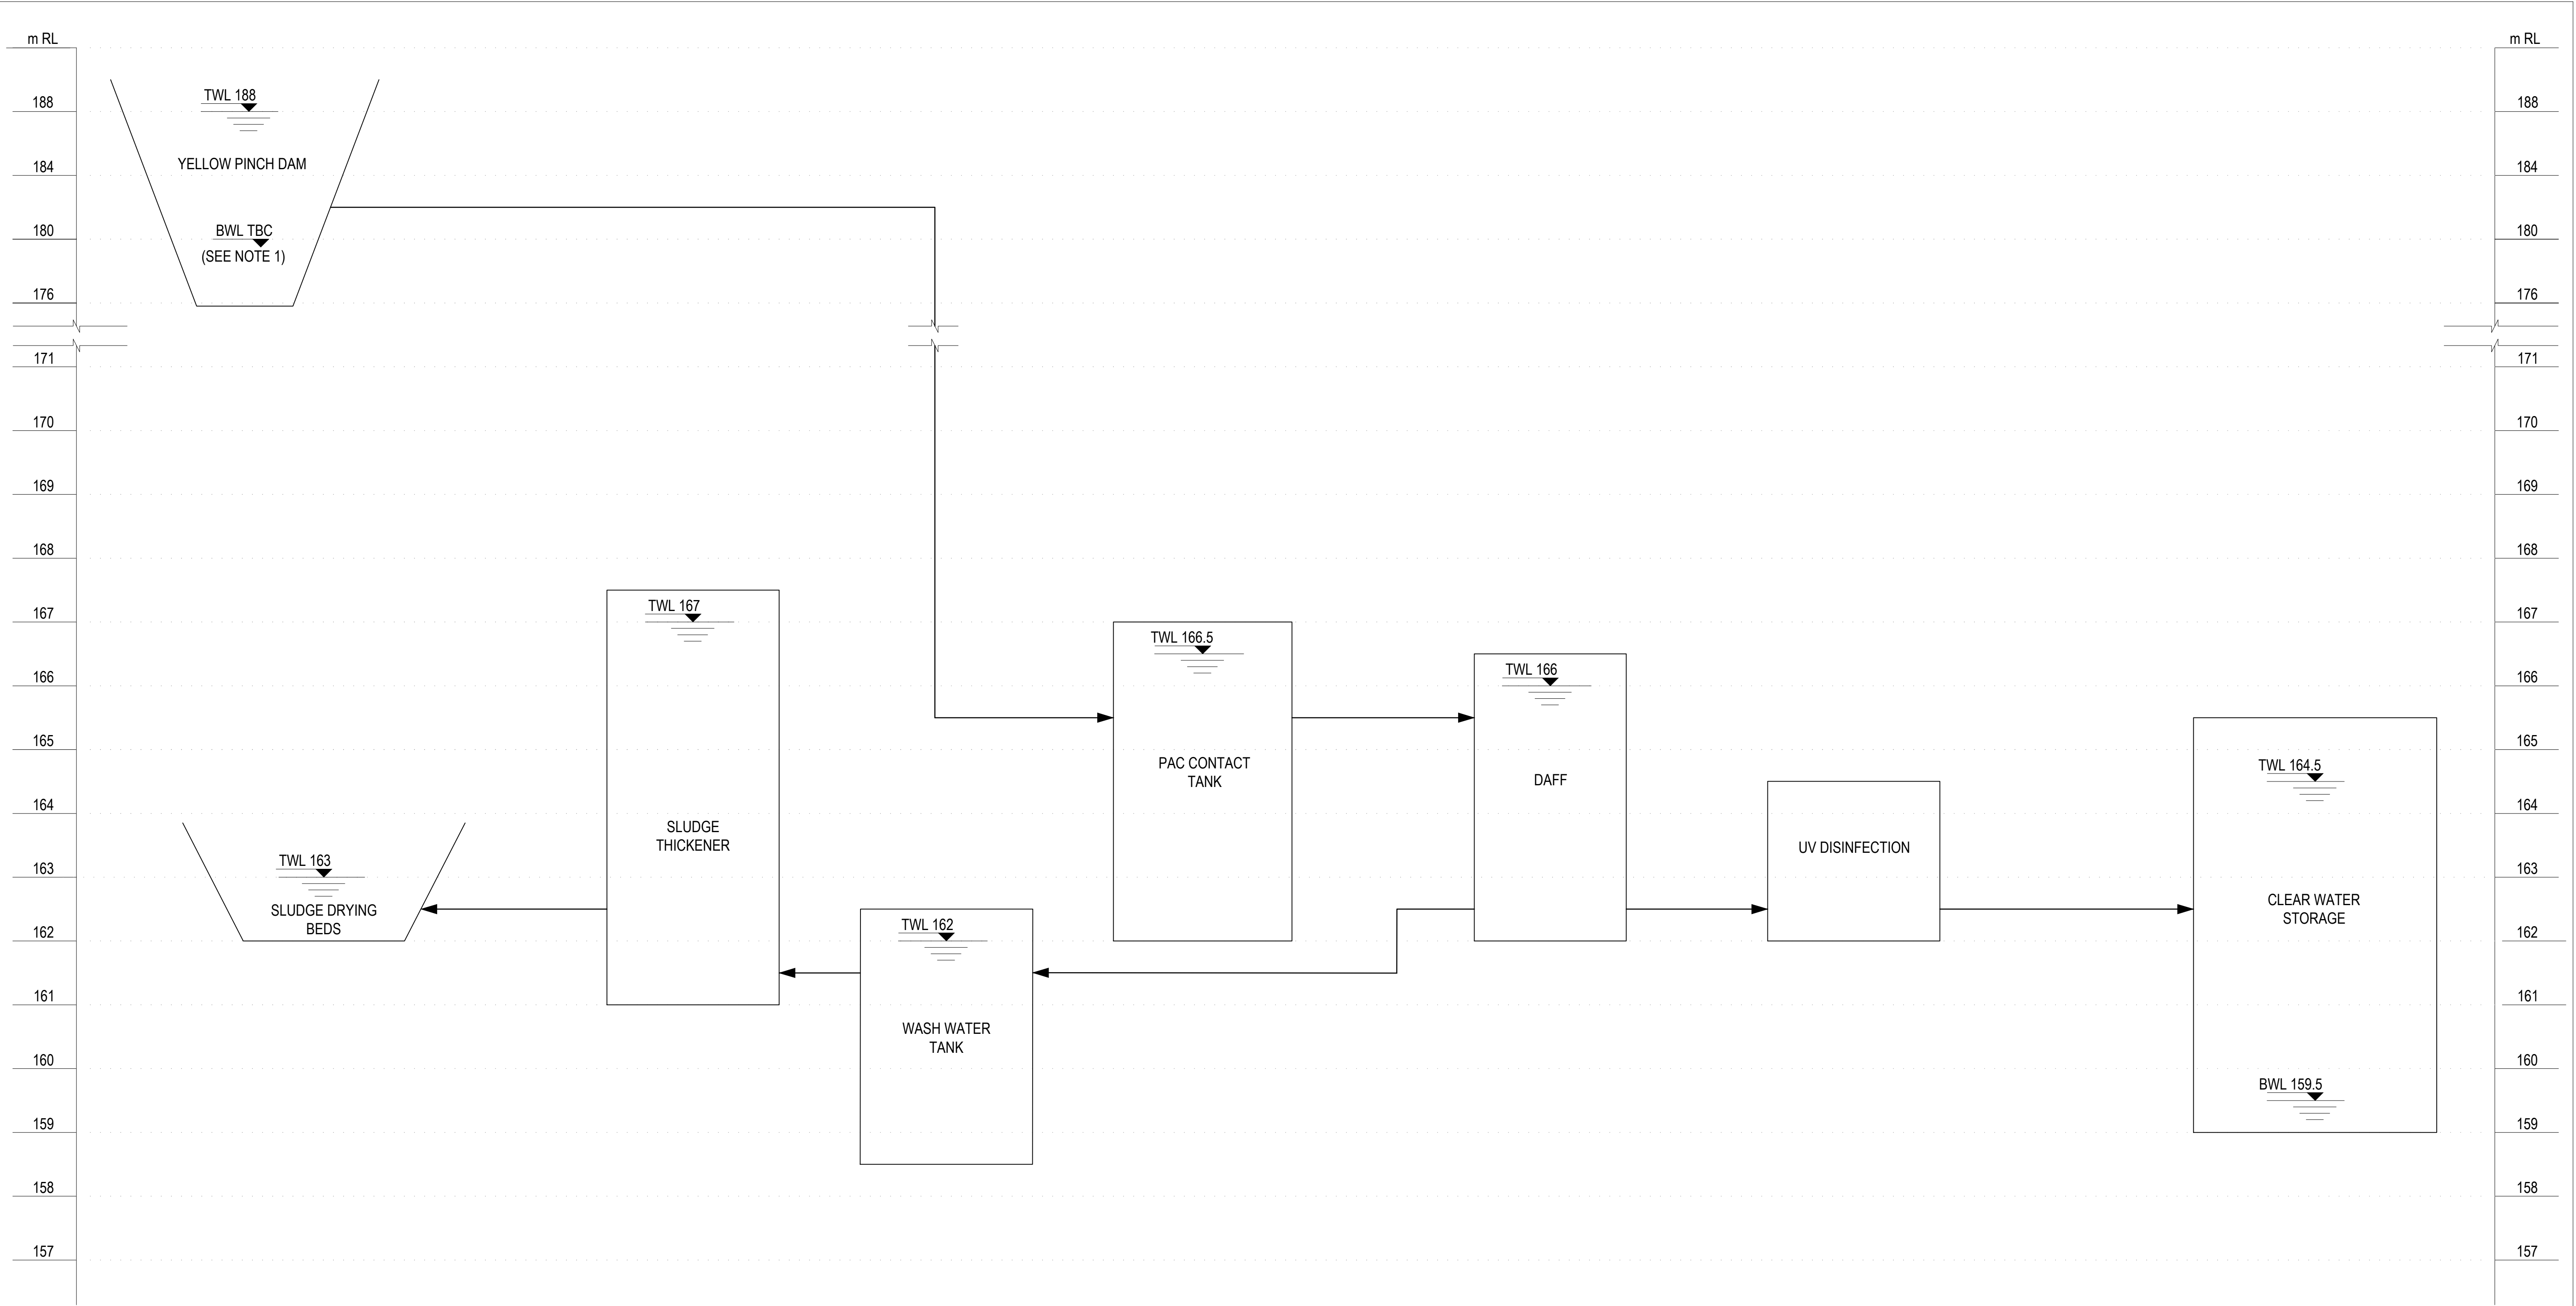 m RL
m RL
188
TWL 188
188
YELLOW PINCH DAM
184
184
180
BWL TBC
(SEE NOTE 1)
180
176
176
171
171
170
170
169
169
168
168
167
TWL 167
167
TWL 166.5
166
TWL 166
166
165
PAC CONTACT
TANK
DAFF
TWL 164.5
165
164
SLUDGE
THICKENER
UV DISINFECTION
164
163
TWL 163
SLUDGE DRYING
BEDS
CLEAR WATER
STORAGE
163
162
TWL 162
162
161
161
WASH WATER
TANK
160
160
BWL 159.5
159
159
158
158
157
157